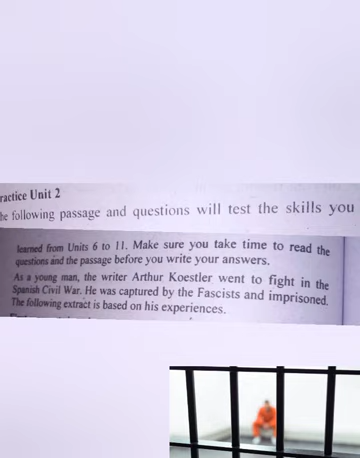 ractice Unit 2
he following passage and questions will test the skills you
learned from Units 6 to 11. Make sure you take time to read the
questions and the passage before you write your answers.
As a young man, the writer Arthur Koestler went to fight in the
Spanish Civil War. He was captured by the Fascists and imprisoned.
The following extract is based on his experiences.